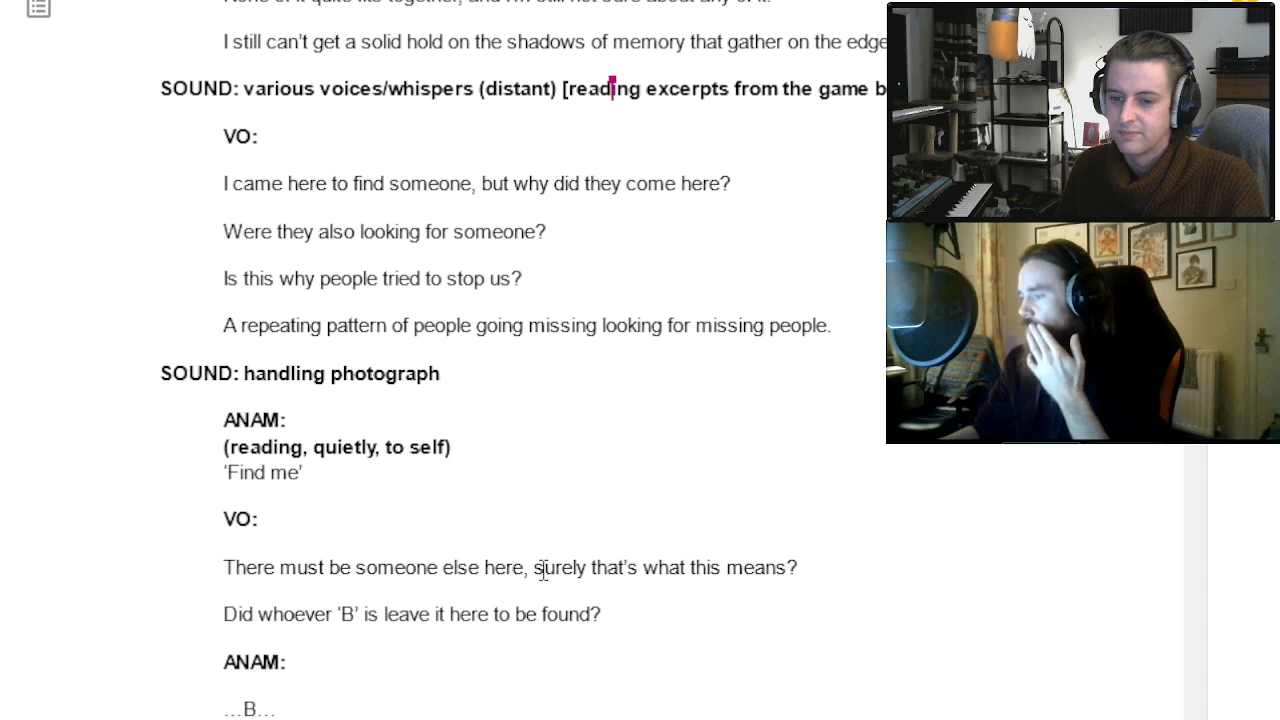 I still can’t get a solid hold on the shadows of memory that gather on the edge
SOUND: various voices/whispers (distant) [reading excerpts from the game b
VO:
I came here to find someone, but why did they come here?
Were they also looking for someone?
Is this why people tried to stop us?
A repeating pattern of people going missing looking for missing people.
SOUND: handling photograph
ANAM:
(reading, quietly, to self)
‘Find me’
VO:
There must be someone else here, surely that’s what this means?
Did whoever ‘B’ is leave it here to be found?
ANAM:
…B…